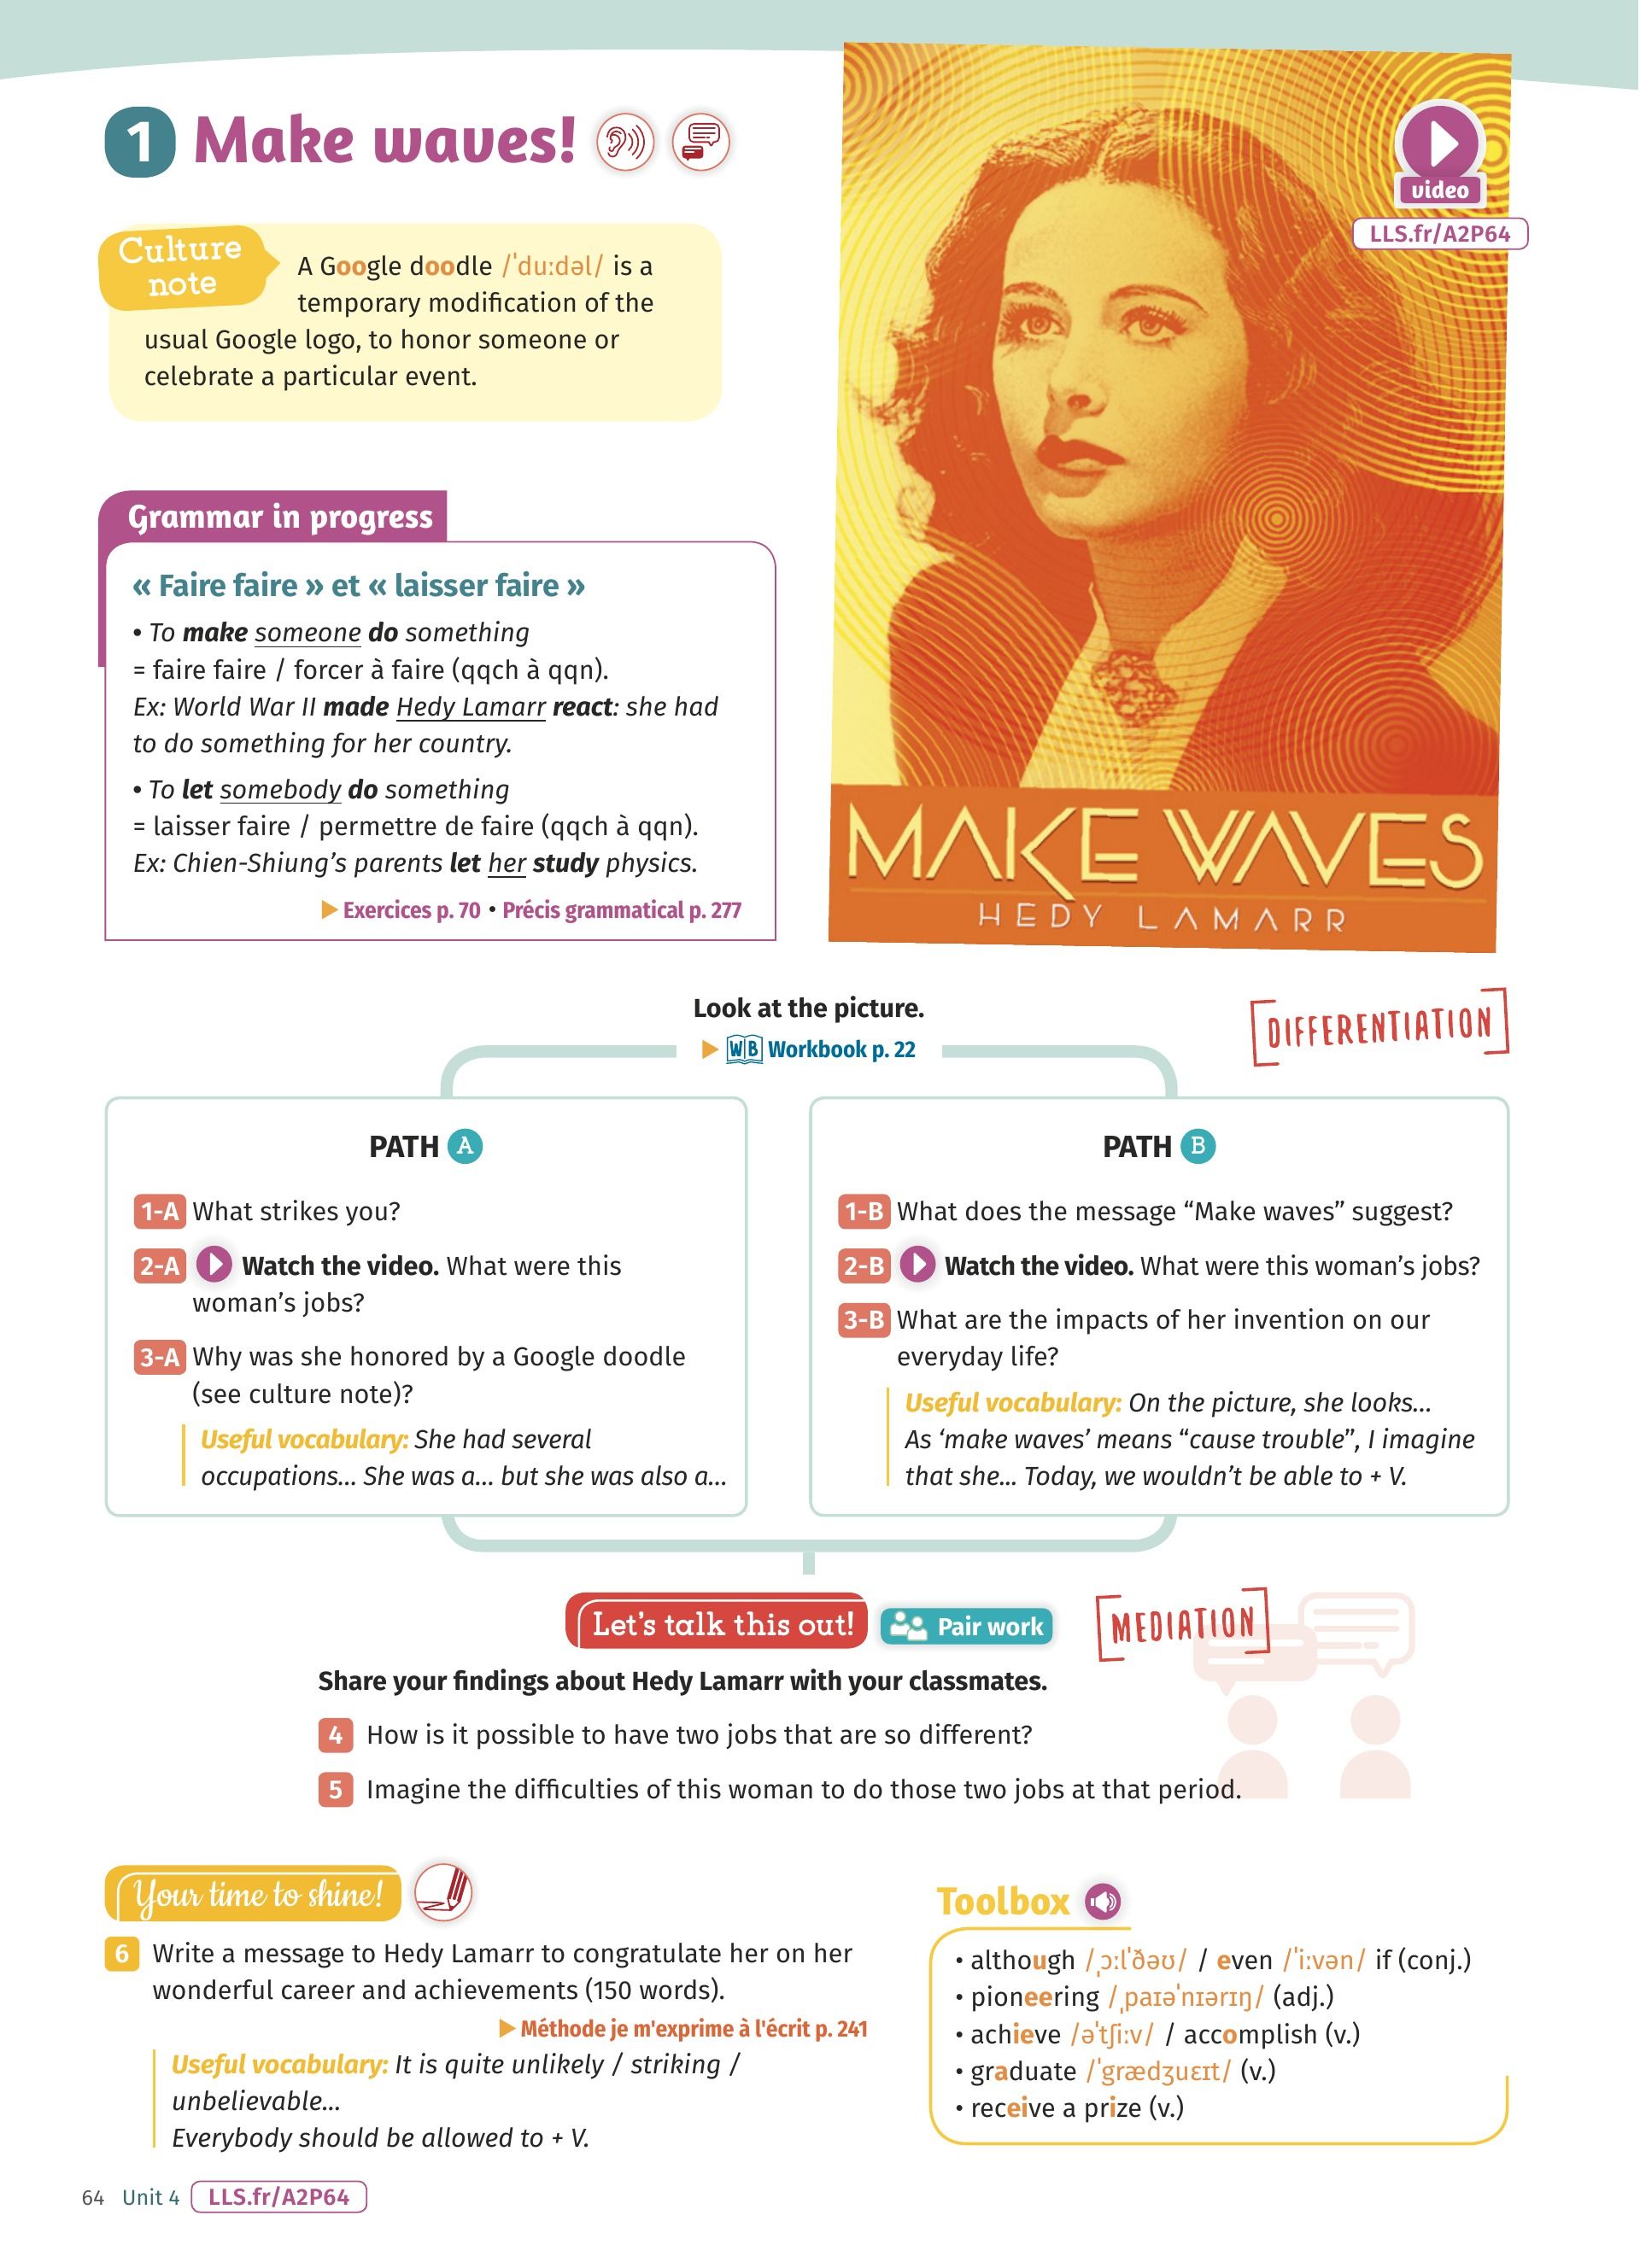 1 Make waves!
video
LLS.fr/A2P64
Culture
note
A Google doodle /ˈduːdəl/ is a
temporary modification of the
usual Google logo, to honor someone or
celebrate a particular event.
Grammar in progress
« Faire faire » et « laisser faire »
• To make someone do something
= faire faire / forcer à faire (qqch à qqn).
Ex: World War II made Hedy Lamarr react: she had
to do something for her country.
• To let somebody do something
= laisser faire / permettre de faire (qqch à qqn).
Ex: Chien-Shiung’s parents let her study physics.
Exercices p. 70 • Précis grammatical p. 277
MAKE WAVES
HEDY LAMARR
Look at the picture.
WB Workbook p. 22
DIFFERENTIATION
PATH A
1-A What strikes you?
2-A Watch the video. What were this
woman’s jobs?
3-A Why was she honored by a Google doodle
(see culture note)?
Useful vocabulary: She had several
occupations... She was a... but she was also a...
PATH B
1-B What does the message “Make waves” suggest?
2-B Watch the video. What were this woman’s jobs?
3-B What are the impacts of her invention on our
everyday life?
Useful vocabulary: On the picture, she looks...
As ‘make waves’ means “cause trouble”, I imagine
that she... Today, we wouldn’t be able to + V.
Let’s talk this out!
Pair work
MEDIATION
Share your findings about Hedy Lamarr with your classmates.
4 How is it possible to have two jobs that are so different?
5 Imagine the difficulties of this woman to do those two jobs at that period.
Your time to shine!
6 Write a message to Hedy Lamarr to congratulate her on her
wonderful career and achievements (150 words).
Méthode je m'exprime à l'écrit p. 241
Useful vocabulary: It is quite unlikely / striking /
unbelievable...
Everybody should be allowed to + V.
Toolbox
• although /ˌɔːlˈðəʊ/ / even /ˈiːvən/ if (conj.)
• pioneering /ˌpaɪəˈnɪərɪŋ/ (adj.)
• achieve /əˈtʃiːv/ / accomplish (v.)
• graduate /ˈgrædʒuɛɪt/ (v.)
• receive a prize (v.)
64 Unit 4 LLS.fr/A2P64